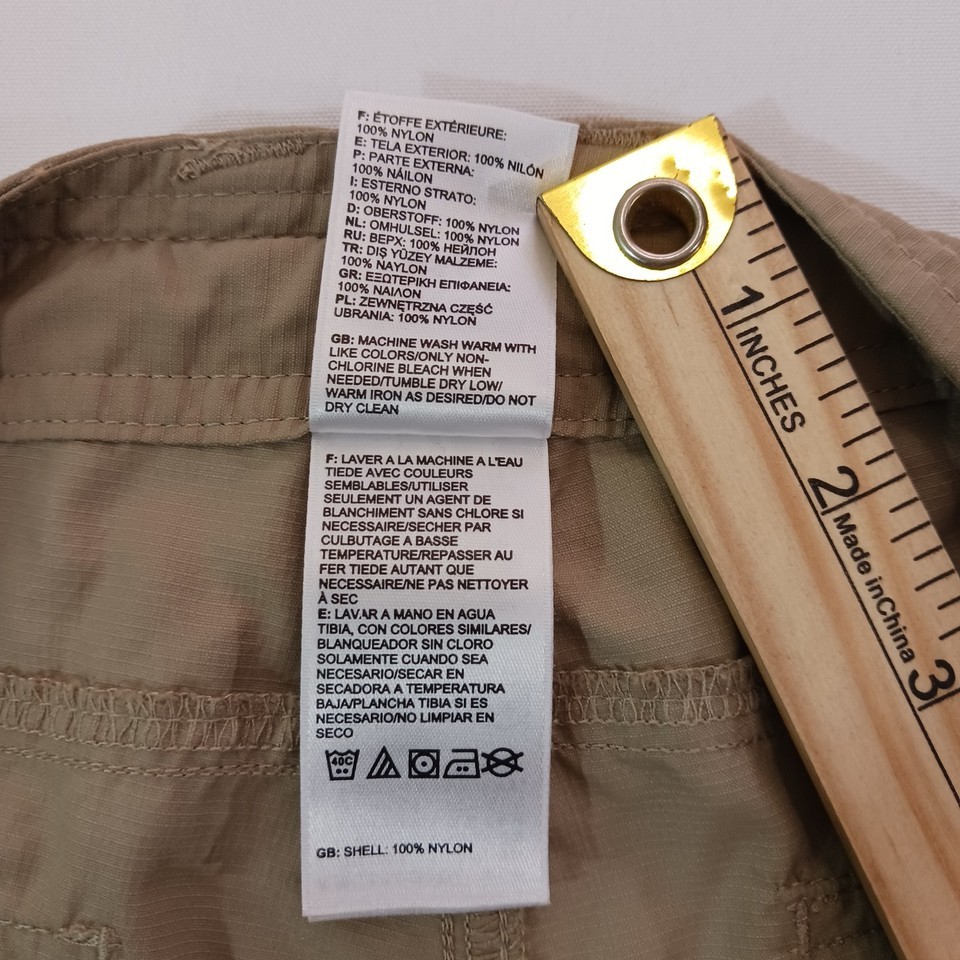 F: ÉTOFFE EXTÉRIEURE:
100% NYLON
E: TELA EXTERIOR: 100% NILÓN
P: PARTE EXTERNA:
100% NÁILON
I: ESTERNO STRATO:
100% NYLON
D: OBERSTOFF: 100% NYLON
NL: OMHULSEL: 100% NYLON
RU: ВЕРХ: 100% НЕЙЛОН
TR: DIŞ YÜZEY MALZEME:
100% NAYLON
GR: ΕΞΩΤΕΡΙΚΗ ΕΠΙΦΑΝΕΙΑ:
100% ΝΑΙΛΟΝ
PL: ZEWNĘTRZNA CZĘŚĆ
UBRANIA: 100% NYLON
GB: MACHINE WASH WARM WITH
LIKE COLORS/ONLY NON-
CHLORINE BLEACH WHEN
NEEDED/TUMBLE DRY LOW/
WARM IRON AS DESIRED/DO NOT
DRY CLEAN
F: LAVER A LA MACHINE A L'EAU
TIEDE AVEC COULEURS
SEMBLABLES/UTILISER
SEULEMENT UN AGENT DE
BLANCHIMENT SANS CHLORE SI
NECESSAIRE/SECHER PAR
CULBUTAGE A BASSE
TEMPERATURE/REPASSER AU
FER TIEDE AUTANT QUE
NECESSAIRE/NE PAS NETTOYER
À SEC
E: LAVAR A MANO EN AGUA
TIBIA, CON COLORES SIMILARES/
BLANQUEADOR SIN CLORO
SOLAMENTE CUANDO SEA
NECESARIO/SECAR EN
SECADORA A TEMPERATURA
BAJA/PLANCHA TIBIA SI ES
NECESARIO/NO LIMPIAR EN
SECO
40C
GB: SHELL: 100% NYLON
1
INCHES
2
Made in China
3